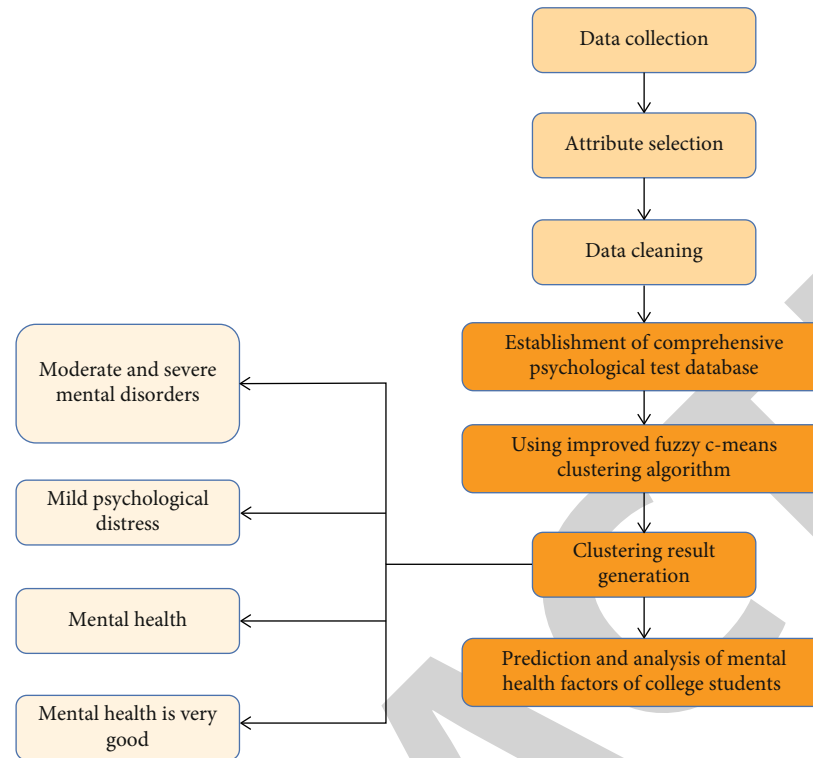 Data collection
Attribute selection
Data cleaning
Establishment of comprehensive
psychological test database
Using improved fuzzy c-means
clustering algorithm
Clustering result
generation
Prediction and analysis of mental
health factors of college students
Moderate and severe
mental disorders
Mild psychological
distress
Mental health
Mental health is very
good